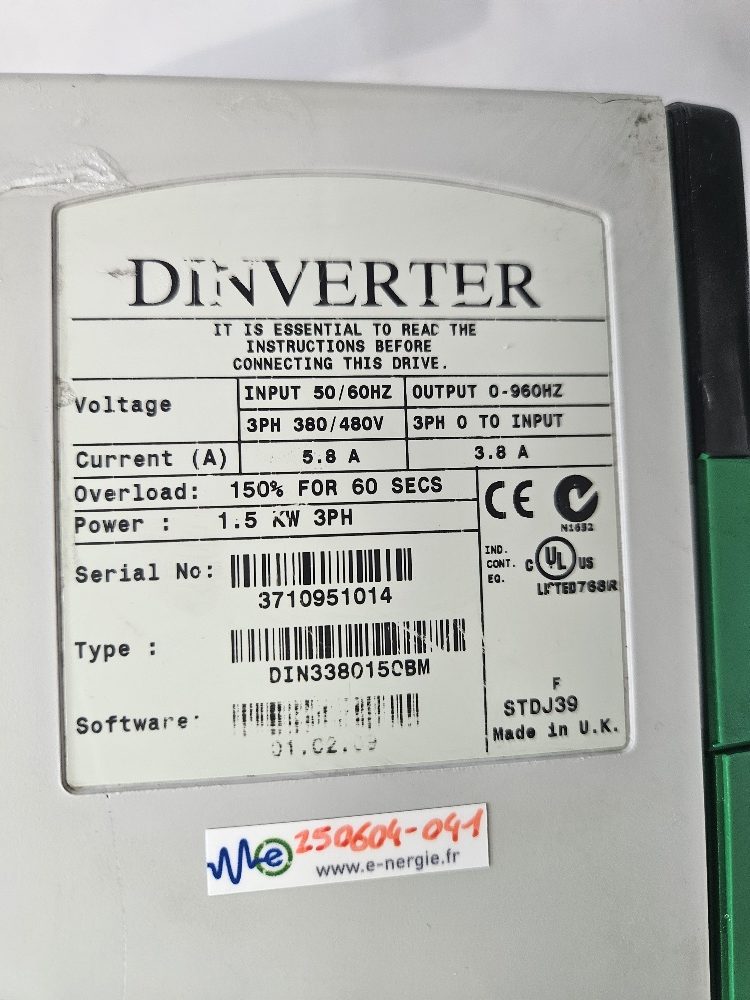 DINVERTER
IT IS ESSENTIAL TO READ THE
INSTRUCTIONS BEFORE
CONNECTING THIS DRIVE.
Voltage
INPUT 50/60HZ OUTPUT 0-960HZ
3PH 380/480V 3PH 0 TO INPUT
Current (A) 5.8 A 3.8 A
Overload: 150% FOR 60 SECS
Power : 1.5 KW 3PH
CE
N1632
Serial No:
3710951014
IND.
CONT.
EQ.
C UL US
LISTED 768R
Type :
DIN3380150BM
Software:
F
STDJ39
Made in U.K.
250604-041
e
www.e-nergie.fr